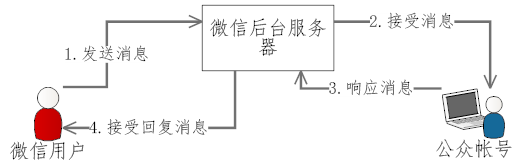 微信后台服务
器
1.发送消息
2.接受消息
3.响应消息
4.接受回复消息
微信用户
公众帐号